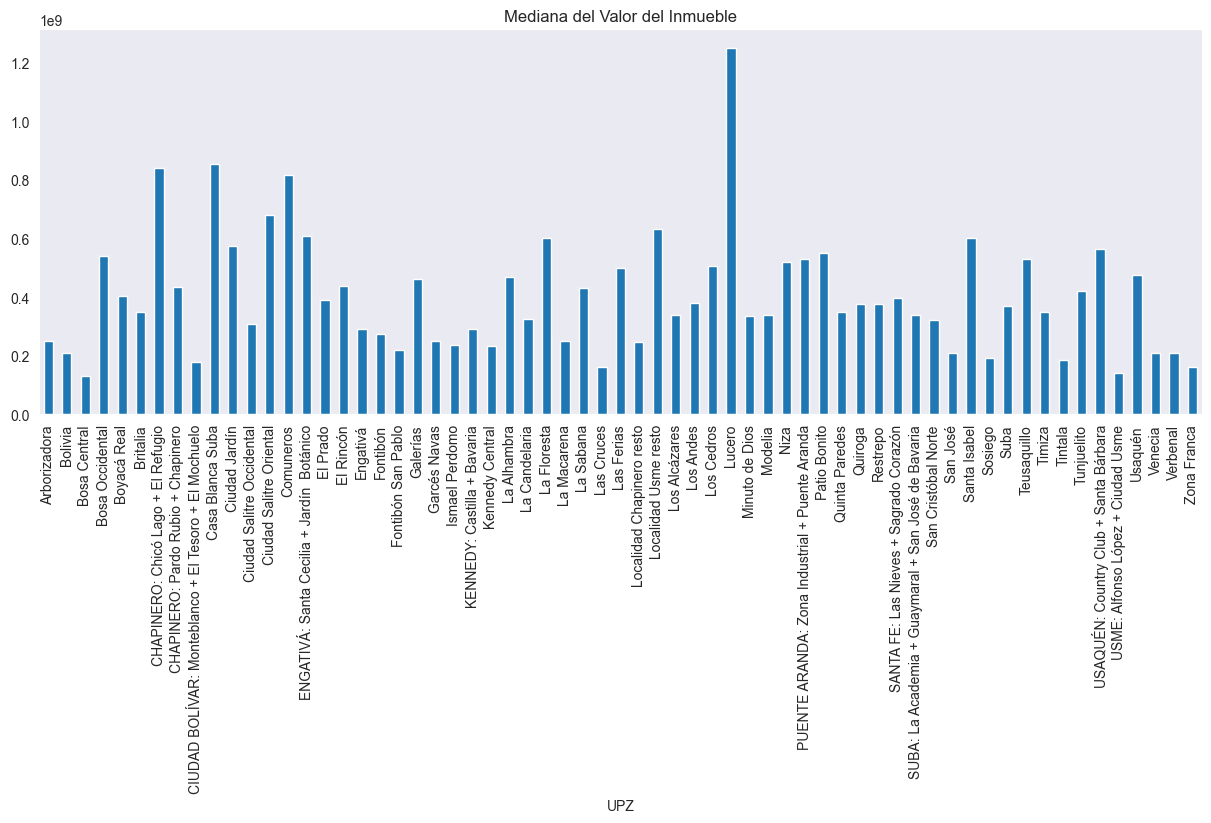 Mediana del Valor del Inmueble
1e9
1.2
1.0
0.8
0.6
0.4
0.2
0.0
Arborizadora
Bolivia
Bosa Central
Bosa Occidental
Boyacá Real
Britalia
CHAPINERO: Chicó Lago + El Refugio
CHAPINERO: Pardo Rubio + Chapinero
CIUDAD BOLÍVAR: Monteblanco + El Tesoro + El Mochuelo
Casa Blanca Suba
Ciudad Jardín
Ciudad Salitre Occidental
Ciudad Salitre Oriental
Comuneros
ENGATIVÁ: Santa Cecilia + Jardín  Botánico
El Prado
El Rincón
Engativá
Fontibón
Fontibón San Pablo
Galerías
Garcés Navas
Ismael Perdomo
KENNEDY: Castilla + Bavaria
Kennedy Central
La Alhambra
La Candelaria
La Floresta
La Macarena
La Sabana
Las Cruces
Las Ferias
Localidad Chapinero resto
Localidad Usme resto
Los Alcázares
Los Andes
Los Cedros
Lucero
Minuto de Dios
Modelia
Niza
PUENTE ARANDA: Zona Industrial + Puente Aranda
Patio Bonito
Quinta Paredes
Quiroga
Restrepo
SANTA FE: Las Nieves + Sagrado Corazón
SUBA: La Academia + Guaymaral + San José de Bavaria
San Cristóbal Norte
San José
Santa Isabel
Sosiego
Suba
Teusaquillo
Timiza
Tintala
Tunjuelito
USAQUÉN: Country Club + Santa Bárbara
USME: Alfonso López + Ciudad Usme
Usaquén
Venecia
Verbenal
Zona Franca
UPZ